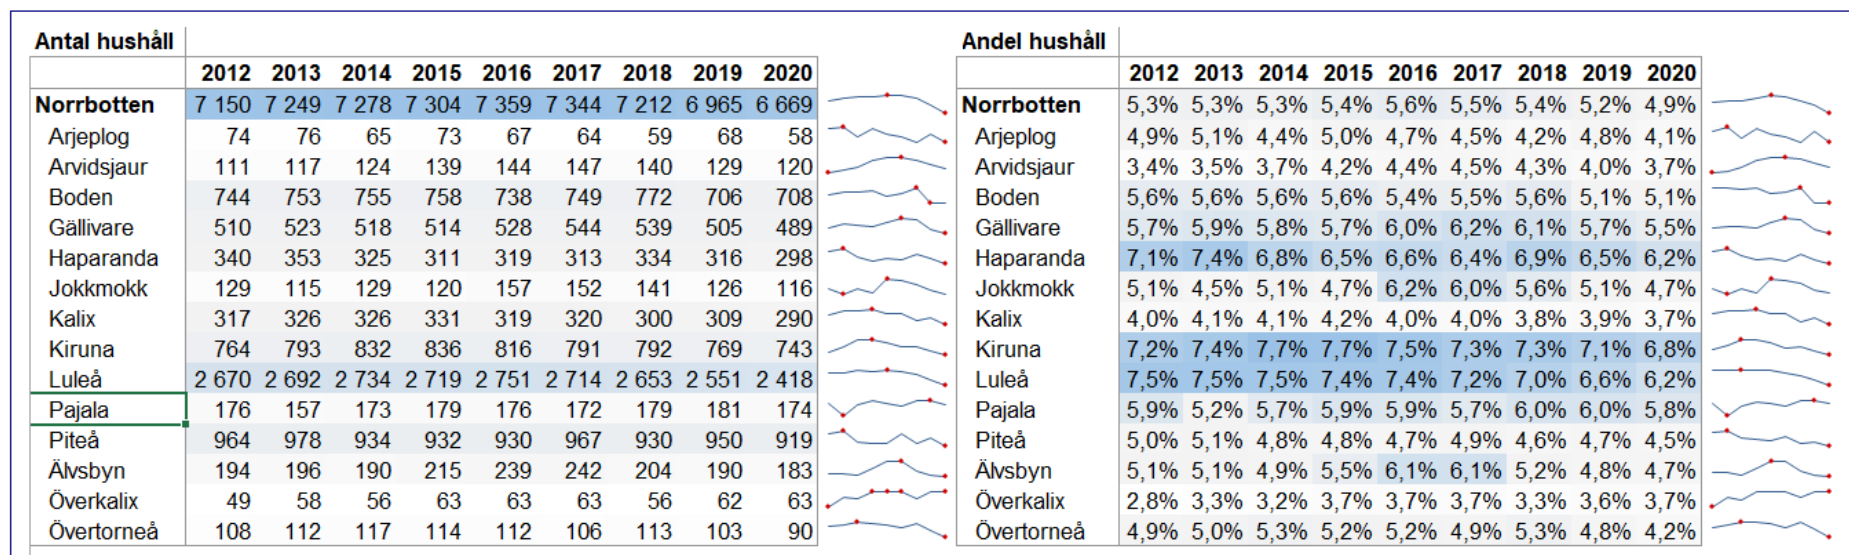 Antal hushåll Andel hushåll
2012 2013 2014 2015 2016 2017 2018 2019 2020 2012 2013 2014 2015 2016 2017 2018 2019 2020
Norrbotten 7 150 7 249 7 278 7 304 7 359 7 344 7 212 6 965 6 669 Norrbotten 5,3% 5,3% 5,3% 5,4% 5,6% 5,5% 5,4% 5,2% 4,9%
Arjeplog 74 76 65 73 67 64 59 68 58 Arjeplog 4,9% 5,1% 4,4% 5,0% 4,7% 4,5% 4,2% 4,8% 4,1%
Arvidsjaur 111 117 124 139 144 147 140 129 120 Arvidsjaur 3,4% 3,5% 3,7% 4,2% 4,4% 4,5% 4,3% 4,0% 3,7%
Boden 744 753 755 758 738 749 772 706 708 Boden 5,6% 5,6% 5,6% 5,6% 5,4% 5,5% 5,6% 5,1% 5,1%
Gällivare 510 523 518 514 528 544 539 505 489 Gällivare 5,7% 5,9% 5,8% 5,7% 6,0% 6,2% 6,1% 5,7% 5,5%
Haparanda 340 353 325 311 319 313 334 316 298 Haparanda 7,1% 7,4% 6,8% 6,5% 6,6% 6,4% 6,9% 6,5% 6,2%
Jokkmokk 129 115 129 120 157 152 141 126 116 Jokkmokk 5,1% 4,5% 5,1% 4,7% 6,2% 6,0% 5,6% 5,1% 4,7%
Kalix 317 326 326 331 319 320 300 309 290 Kalix 4,0% 4,1% 4,1% 4,2% 4,0% 4,0% 3,8% 3,9% 3,7%
Kiruna 764 793 832 836 816 791 792 769 743 Kiruna 7,2% 7,4% 7,7% 7,7% 7,5% 7,3% 7,3% 7,1% 6,8%
Luleå 2 670 2 692 2 734 2 719 2 751 2 714 2 653 2 551 2 418 Luleå 7,5% 7,5% 7,5% 7,4% 7,4% 7,2% 7,0% 6,6% 6,2%
Pajala 176 157 173 179 176 172 179 181 174 Pajala 5,9% 5,2% 5,7% 5,9% 5,9% 5,7% 6,0% 6,0% 5,8%
Piteå 964 978 934 932 930 967 930 950 919 Piteå 5,0% 5,1% 4,8% 4,8% 4,7% 4,9% 4,6% 4,7% 4,5%
Älvsbyn 194 196 190 215 239 242 204 190 183 Älvsbyn 5,1% 5,1% 4,9% 5,5% 6,1% 6,1% 5,2% 4,8% 4,7%
Överkalix 49 58 56 63 63 63 56 62 63 Överkalix 2,8% 3,3% 3,2% 3,7% 3,7% 3,7% 3,3% 3,6% 3,7%
Övertorneå 108 112 117 114 112 106 113 103 90 Övertorneå 4,9% 5,0% 5,3% 5,2% 5,2% 4,9% 5,3% 4,8% 4,2%